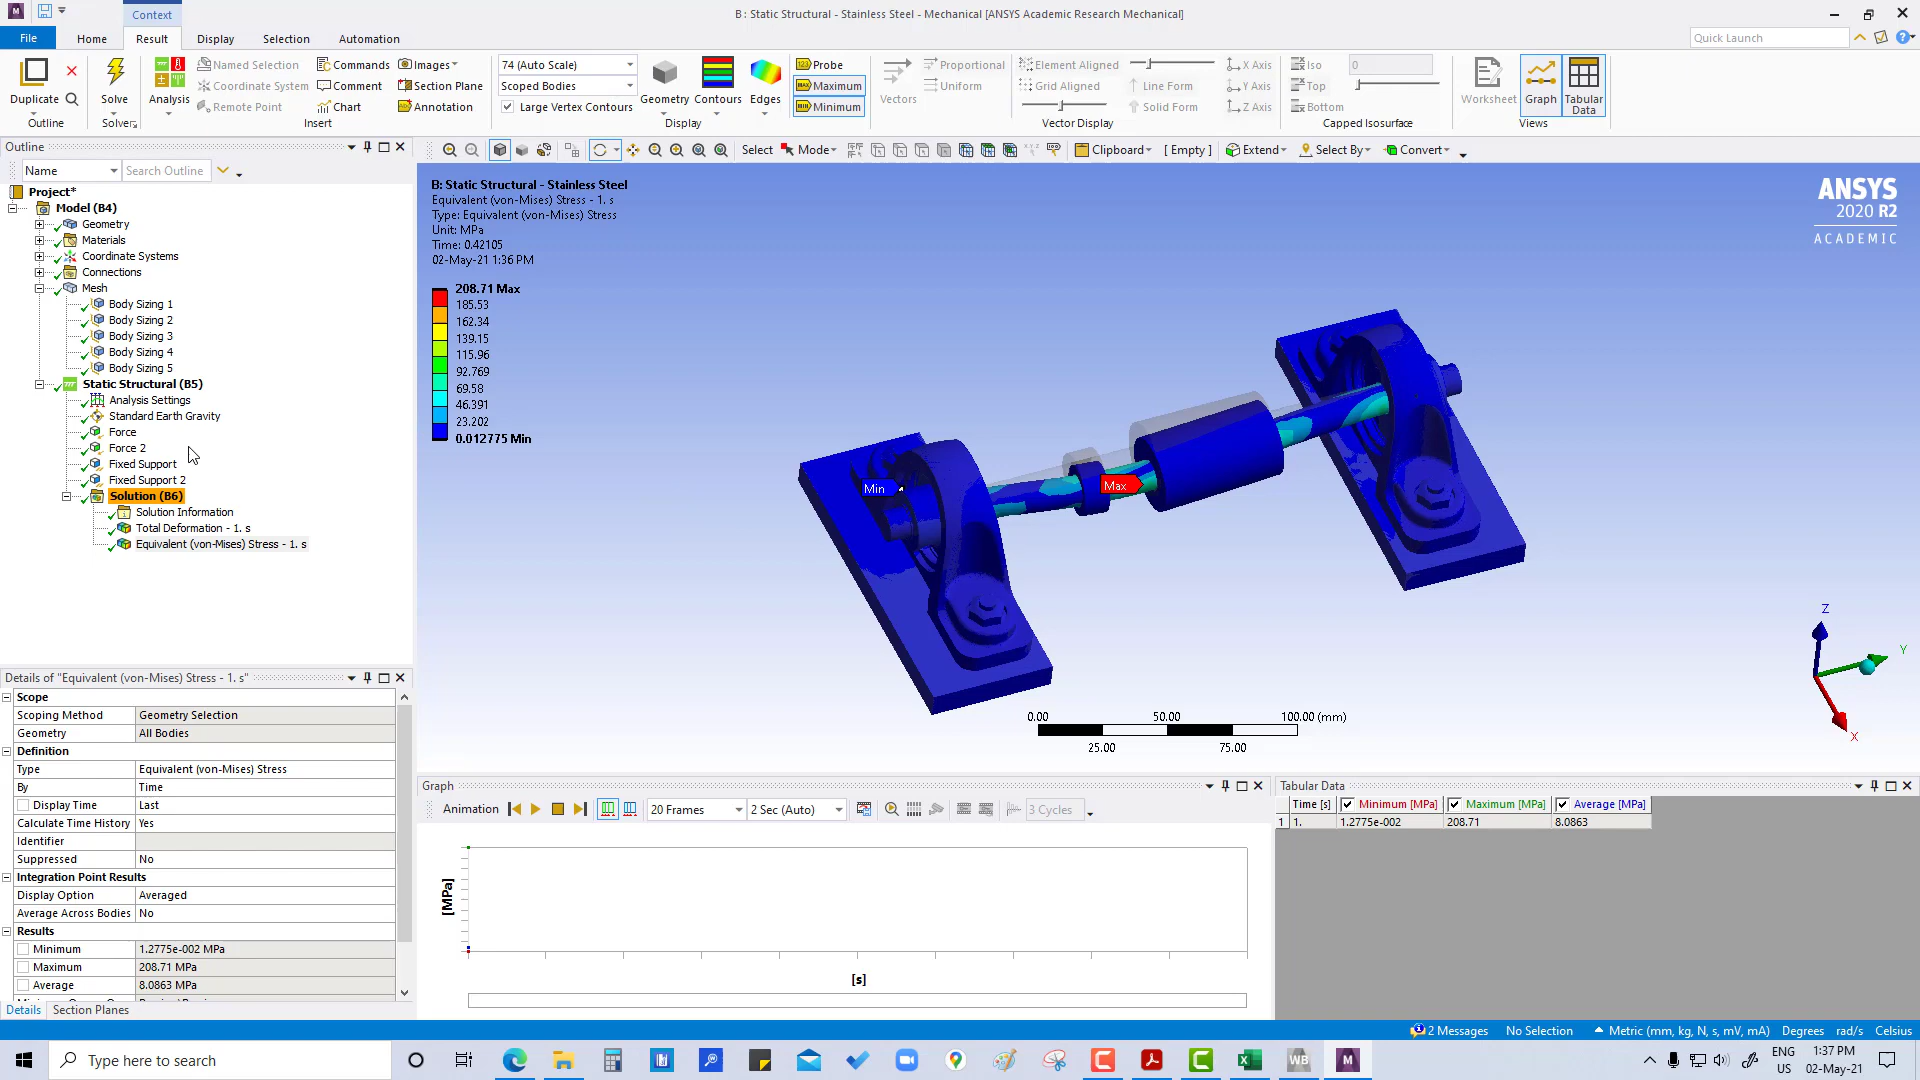 B : Static Structural - Stainless Steel - Mechanical [ANSYS Academic Research Mechanical]
Context
File
Home
Result
Display
Selection
Automation
Quick Launch
Duplicate
Outline
Solve
Solver
Analysis
Named Selection
Coordinate System
Remote Point
Commands
Comment
Chart
Images
Section Plane
Annotation
Insert
74 (Auto Scale)
Scoped Bodies
Large Vertex Contours
Geometry
Contours
Edges
Display
Probe
Maximum
Minimum
Vectors
Proportional
Uniform
Element Aligned
Grid Aligned
Line Form
Solid Form
X Axis
Y Axis
Z Axis
Vector Display
Iso
Top
Bottom
0
Capped Isosurface
Worksheet
Graph
Tabular Data
Views
Outline
Name
Search Outline
Select
Mode
Clipboard
[ Empty ]
Extend
Select By
Convert
Project*
Model (B4)
Geometry
Materials
Coordinate Systems
Connections
Mesh
Body Sizing 1
Body Sizing 2
Body Sizing 3
Body Sizing 4
Body Sizing 5
Static Structural (B5)
Analysis Settings
Standard Earth Gravity
Force
Force 2
Fixed Support
Fixed Support 2
Solution (B6)
Solution Information
Total Deformation - 1. s
Equivalent (von-Mises) Stress - 1. s
B: Static Structural - Stainless Steel
Equivalent (von-Mises) Stress - 1. s
Type: Equivalent (von-Mises) Stress
Unit: MPa
Time: 0.42105
02-May-21 1:36 PM
208.71 Max
185.53
162.34
139.15
115.96
92.769
69.58
46.391
23.202
0.012775 Min
ANSYS
2020 R2
ACADEMIC
Min
Max
0.00
50.00
100.00 (mm)
25.00
75.00
Z
Y
X
Details of "Equivalent (von-Mises) Stress - 1. s"
Scope
Scoping Method Geometry Selection
Geometry All Bodies
Definition
Type Equivalent (von-Mises) Stress
By Time
Display Time Last
Calculate Time History Yes
Identifier
Suppressed No
Integration Point Results
Display Option Averaged
Average Across Bodies No
Results
Minimum 1.2775e-002 MPa
Maximum 208.71 MPa
Average 8.0863 MPa
Details
Section Planes
Graph
Animation
20 Frames
2 Sec (Auto)
3 Cycles
[MPa]
[s]
Tabular Data
Time [s] Minimum [MPa] Maximum [MPa] Average [MPa]
1 1. 1.2775e-002 208.71 8.0863
2 Messages
No Selection
Metric (mm, kg, N, s, mV, mA)
Degrees
rad/s
Celsius
Type here to search
WB
M
ENG
US
1:37 PM
02-May-21